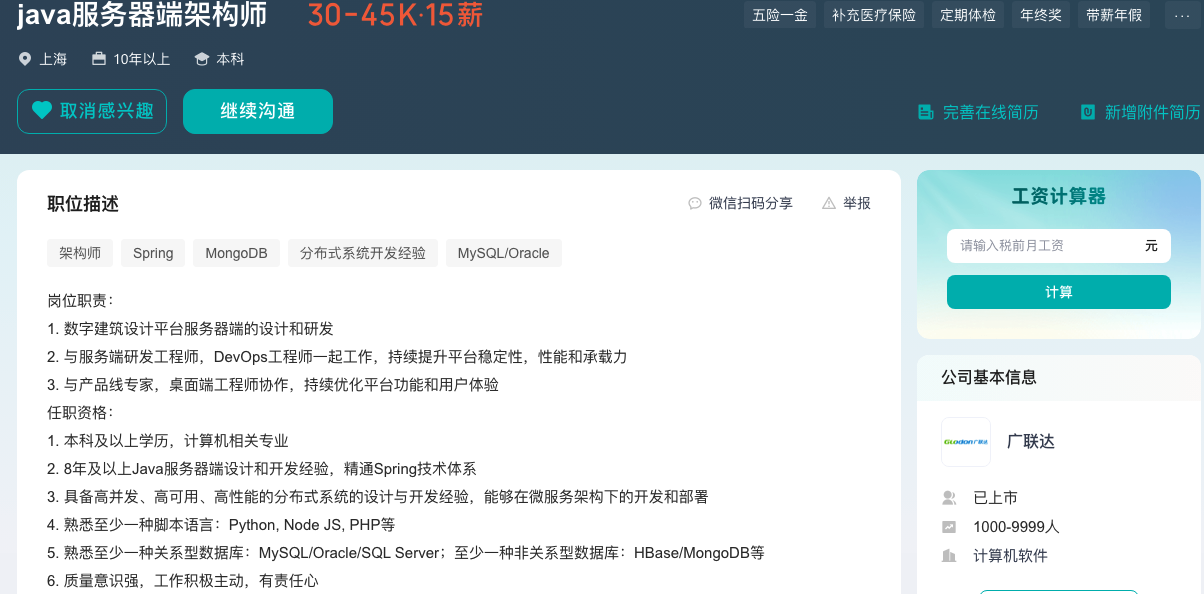 java服务器端架构师 30-45K·15薪
五险一金 补充医疗保险 定期体检 年终奖 带薪年假 ...
上海 10年以上 本科
取消感兴趣 继续沟通
完善在线简历 新增附件简历
职位描述
微信扫码分享 举报
架构师 Spring MongoDB 分布式系统开发经验 MySQL/Oracle
岗位职责：
1. 数字建筑设计平台服务器端的设计和研发
2. 与服务端研发工程师，DevOps工程师一起工作，持续提升平台稳定性，性能和承载力
3. 与产品线专家，桌面端工程师协作，持续优化平台功能和用户体验
任职资格：
1. 本科及以上学历，计算机相关专业
2. 8年及以上Java服务器端设计和开发经验，精通Spring技术体系
3. 具备高并发、高可用、高性能的分布式系统的设计与开发经验，能够在微服务架构下的开发和部署
4. 熟悉至少一种脚本语言：Python, Node JS, PHP等
5. 熟悉至少一种关系型数据库：MySQL/Oracle/SQL Server；至少一种非关系型数据库：HBase/MongoDB等
6. 质量意识强，工作积极主动，有责任心
工资计算器
请输入税前月工资 元
计算
公司基本信息
Glodon广联达 广联达
已上市
1000-9999人
计算机软件